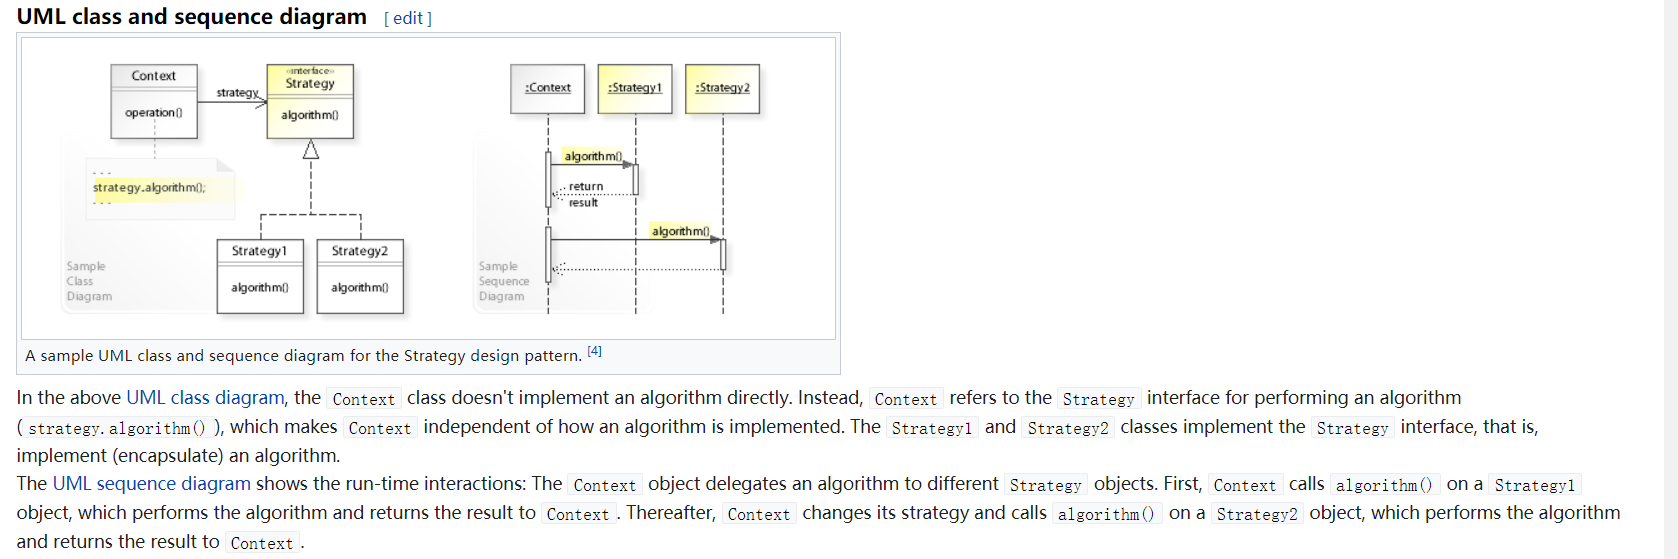 UML class and sequence diagram [ edit ]
Context
operation()
strategy
«interface»
Strategy
algorithm()
...
strategy.algorithm();
...
Strategy1
algorithm()
Strategy2
algorithm()
Sample
Class
Diagram
:Context
:Strategy1
:Strategy2
algorithm()
return
result
algorithm()
Sample
Sequence
Diagram
A sample UML class and sequence diagram for the Strategy design pattern. [4]
In the above UML class diagram, the Context class doesn't implement an algorithm directly. Instead, Context refers to the Strategy interface for performing an algorithm
( strategy.algorithm() ), which makes Context independent of how an algorithm is implemented. The Strategy1 and Strategy2 classes implement the Strategy interface, that is,
implement (encapsulate) an algorithm.
The UML sequence diagram shows the run-time interactions: The Context object delegates an algorithm to different Strategy objects. First, Context calls algorithm() on a Strategy1
object, which performs the algorithm and returns the result to Context . Thereafter, Context changes its strategy and calls algorithm() on a Strategy2 object, which performs the algorithm
and returns the result to Context .